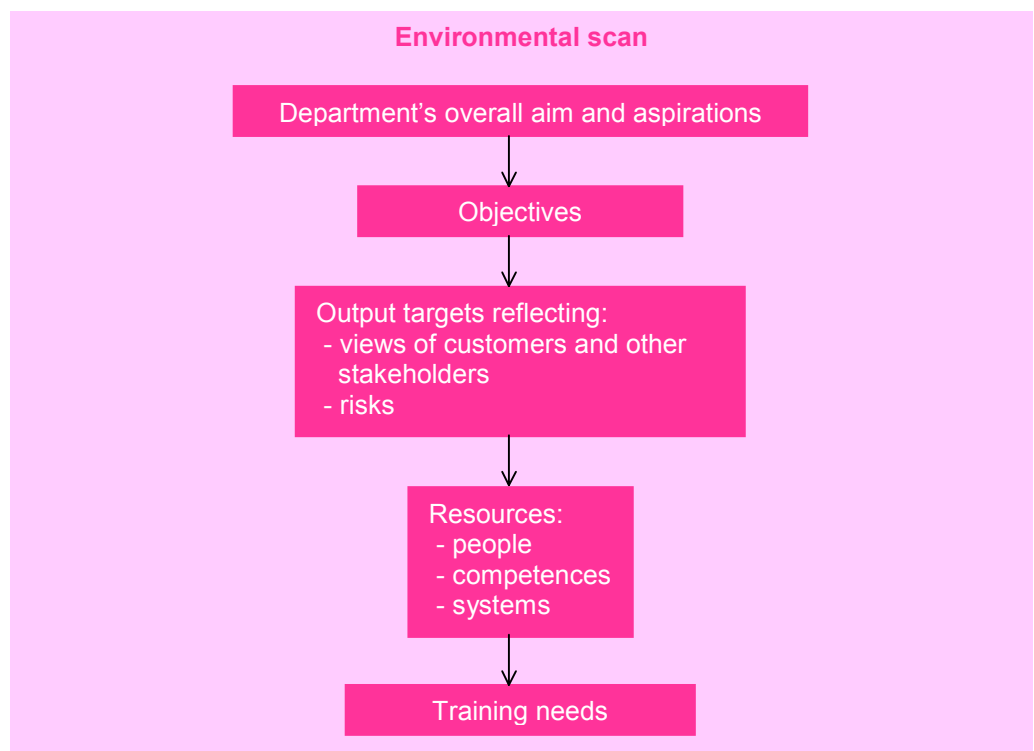 Environmental scan
Department’s overall aim and aspirations
Objectives
Output targets reflecting:
- views of customers and other
stakeholders
- risks
Resources:
- people
- competences
- systems
Training needs